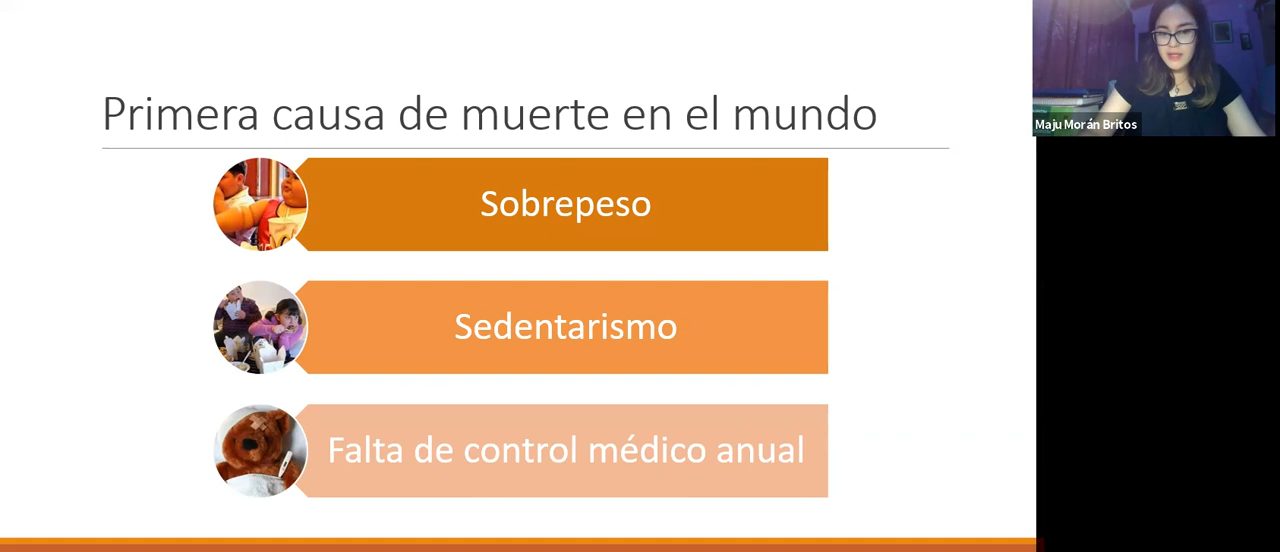 Primera causa de muerte en el mundo
Sobrepeso
Sedentarismo
Falta de control médico anual
Maju Morán Britos